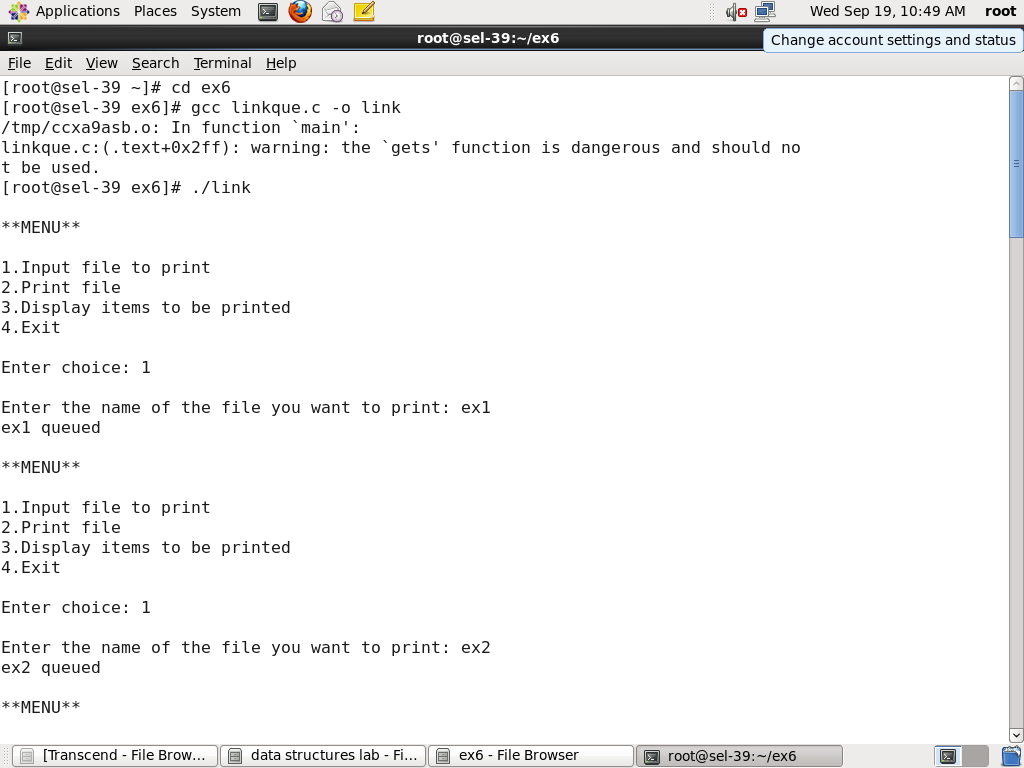 Applications Places System Wed Sep 19, 10:49 AM root
root@sel-39:~/ex6
Change account settings and status
File Edit View Search Terminal Help
[root@sel-39 ~]# cd ex6
[root@sel-39 ex6]# gcc linkque.c -o link
/tmp/ccxa9asb.o: In function `main':
linkque.c:(.text+0x2ff): warning: the `gets' function is dangerous and should no
t be used.
[root@sel-39 ex6]# ./link
**MENU**
1.Input file to print
2.Print file
3.Display items to be printed
4.Exit
Enter choice: 1
Enter the name of the file you want to print: ex1
ex1 queued
**MENU**
1.Input file to print
2.Print file
3.Display items to be printed
4.Exit
Enter choice: 1
Enter the name of the file you want to print: ex2
ex2 queued
**MENU**
[Transcend - File Brow... data structures lab - Fi... ex6 - File Browser root@sel-39:~/ex6